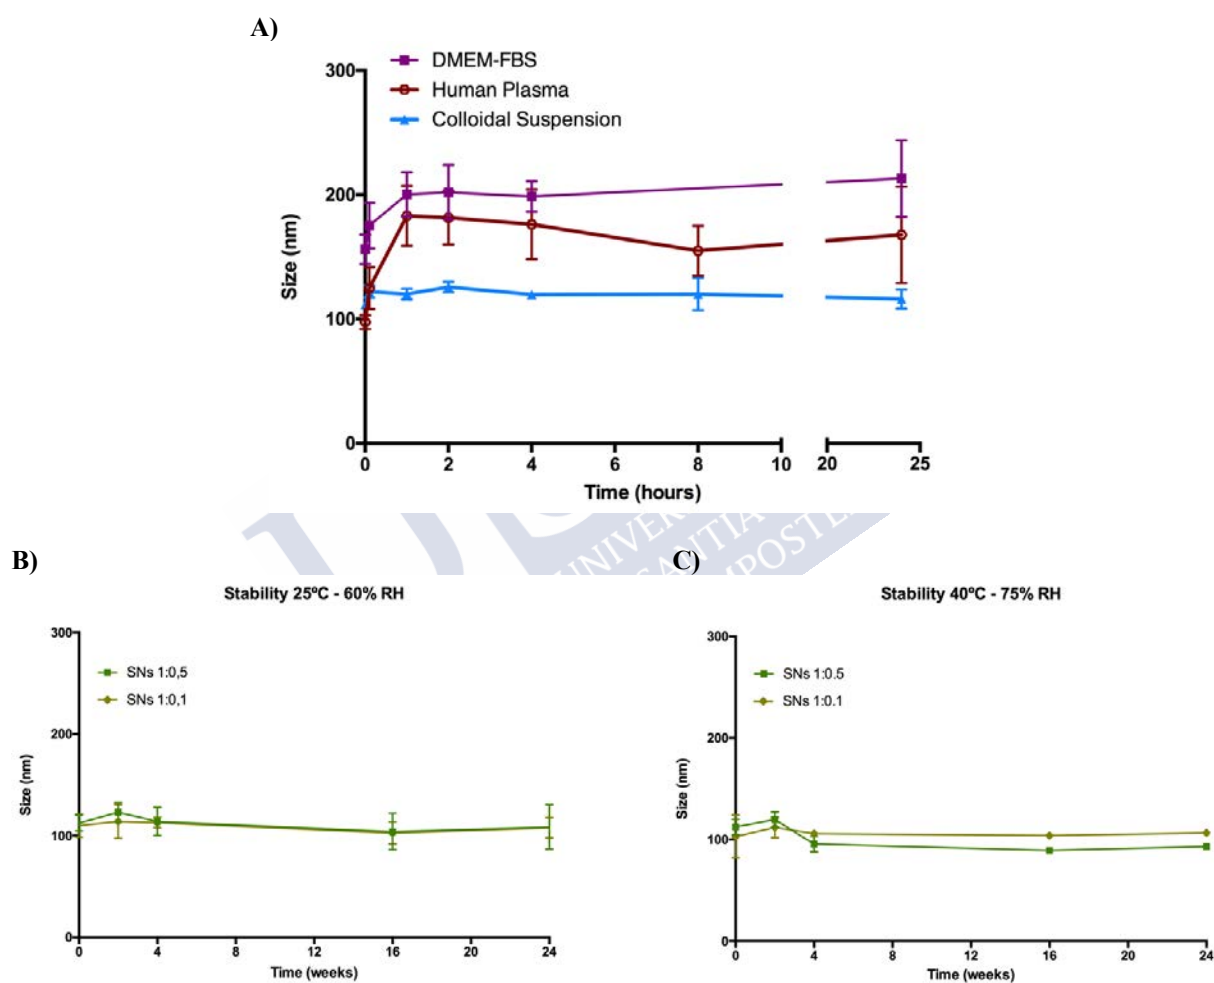 A)
DMEM-FBS
Human Plasma
Colloidal Suspension
300
200
100
0
Size (nm)
0 2 4 6 8 10 20 25
Time (hours)
UNIVER
SANTIA
MPOSTE
B)
C)
Stability 25ºC - 60% RH
300
SNs 1:0,5
SNs 1:0,1
200
100
0
Size (nm)
0 4 8 12 16 20 24
Time (weeks)
Stability 40ºC - 75% RH
300
SNs 1:0.5
SNs 1:0.1
200
100
0
Size (nm)
0 4 8 12 16 20 24
Time (weeks)